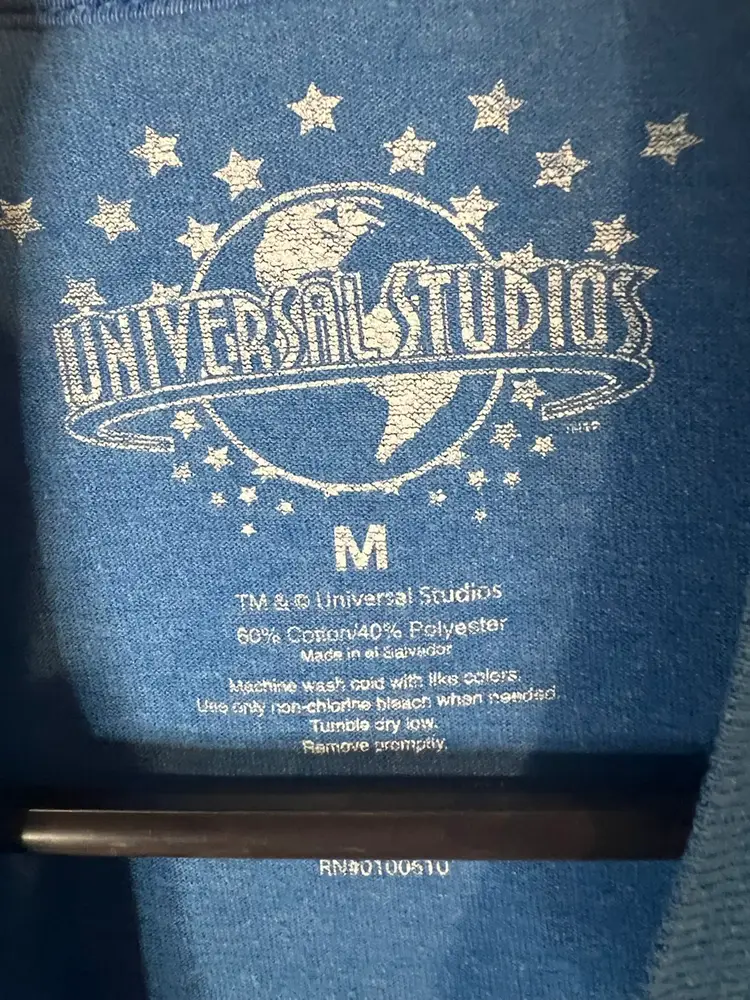 UNIVERSAL STUDIOS
M
TM & © Universal Studios
60% Cotton/40% Polyester
Made in el Salvador
Machine wash cold with like colors.
Use only non-chlorine bleach when needed.
Tumble dry low.
Remove promptly.
RN#0100610